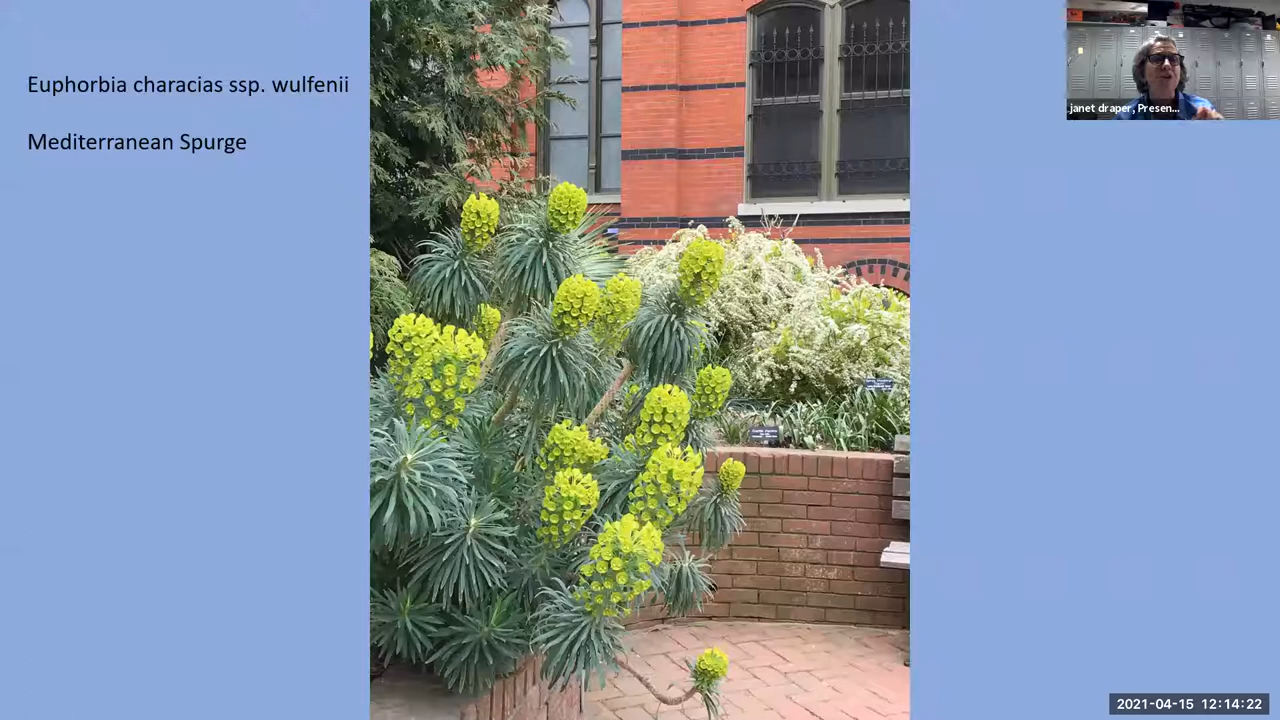 Euphorbia characias ssp. wulfenii
Mediterranean Spurge
janet draper, Presen...
2021-04-15 12:14:22